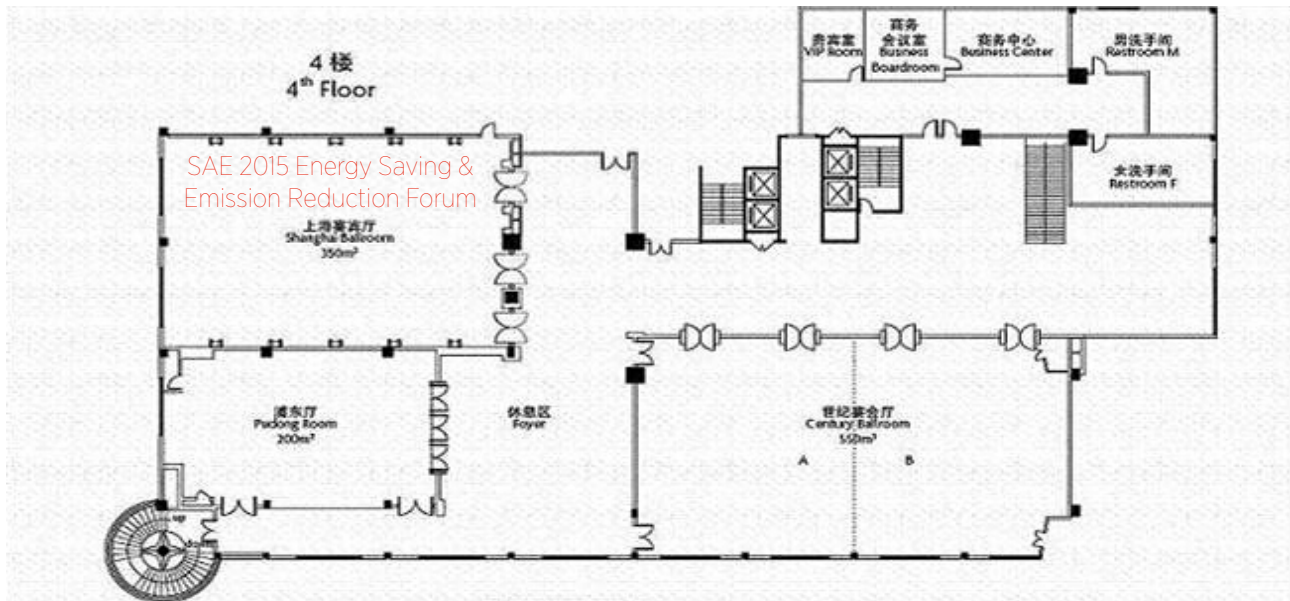 4 楼
4th Floor
SAE 2015 Energy Saving &
Emission Reduction Forum
上海宴宾厅
Shanghai Ballroom
350m²
贵宾室
VIP Room
商务
会议室
Business
Boardroom
商务中心
Business Center
男洗手间
Restroom M
女洗手间
Restroom F
浦东厅
Pudong Room
200m²
休息区
Foyer
世纪宴会厅
Century Ballroom
550m²
A
B
up